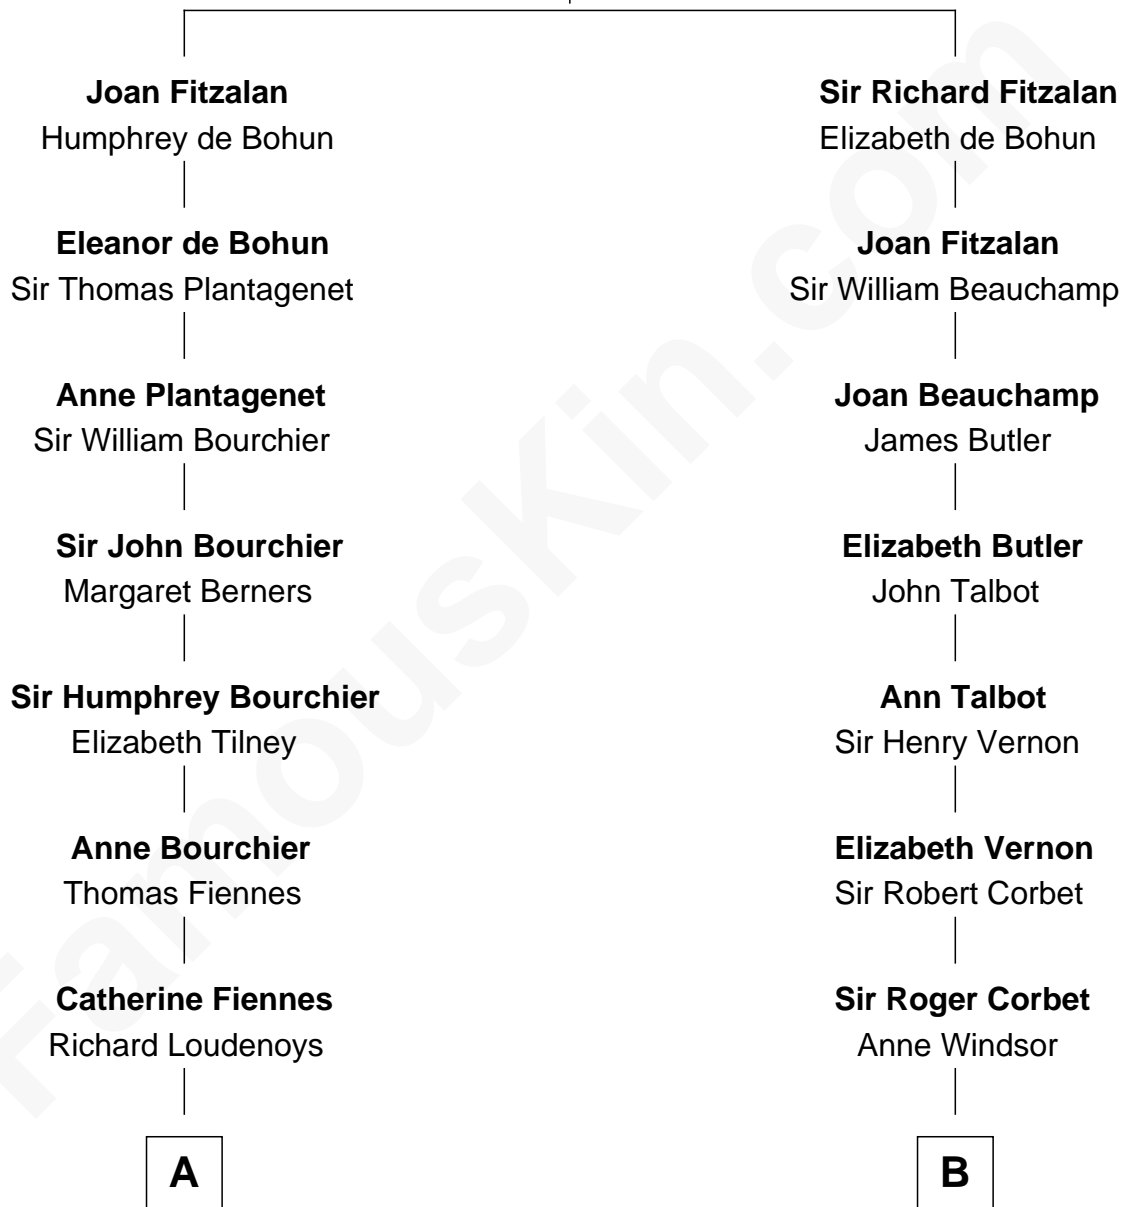 Joan Fitzalan
Humphrey de Bohun
Sir Richard Fitzalan
Elizabeth de Bohun
Eleanor de Bohun
Sir Thomas Plantagenet
Joan Fitzalan
Sir William Beauchamp
Anne Plantagenet
Sir William Bourchier
Joan Beauchamp
James Butler
Sir John Bourchier
Margaret Berners
Elizabeth Butler
John Talbot
Sir Humphrey Bourchier
Elizabeth Tilney
Ann Talbot
Sir Henry Vernon
Anne Bourchier
Thomas Fiennes
Elizabeth Vernon
Sir Robert Corbet
Catherine Fiennes
Richard Loudenoys
Sir Roger Corbet
Anne Windsor
A
B
FamousKin.com